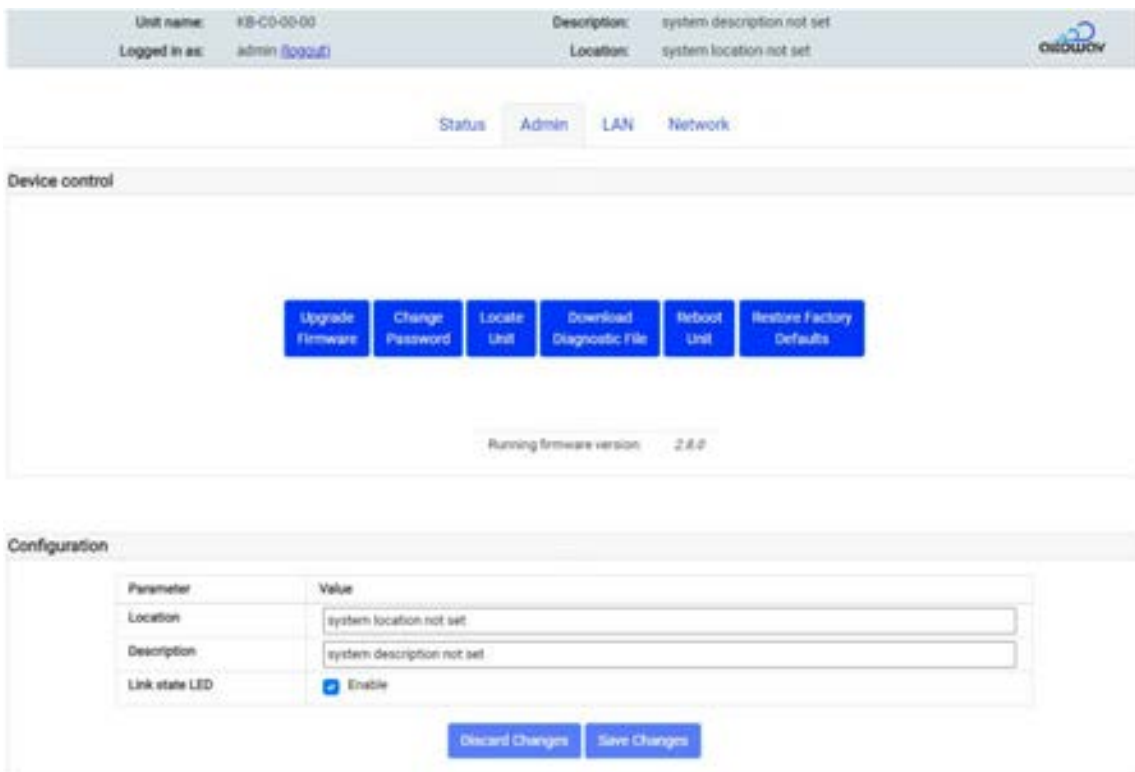 Unit name: KB-C0-00-00 Description: system description not set
Logged in as: admin (logout) Location: system location not set
Status Admin LAN Network
Device control
Upgrade Firmware
Change Password
Locate Unit
Download Diagnostic File
Reboot Unit
Restore Factory Defaults
Running firmware version 2.8.0
Configuration
Parameter Value
Location system location not set
Description system description not set
Link state LED Enable
Discard Changes Save Changes